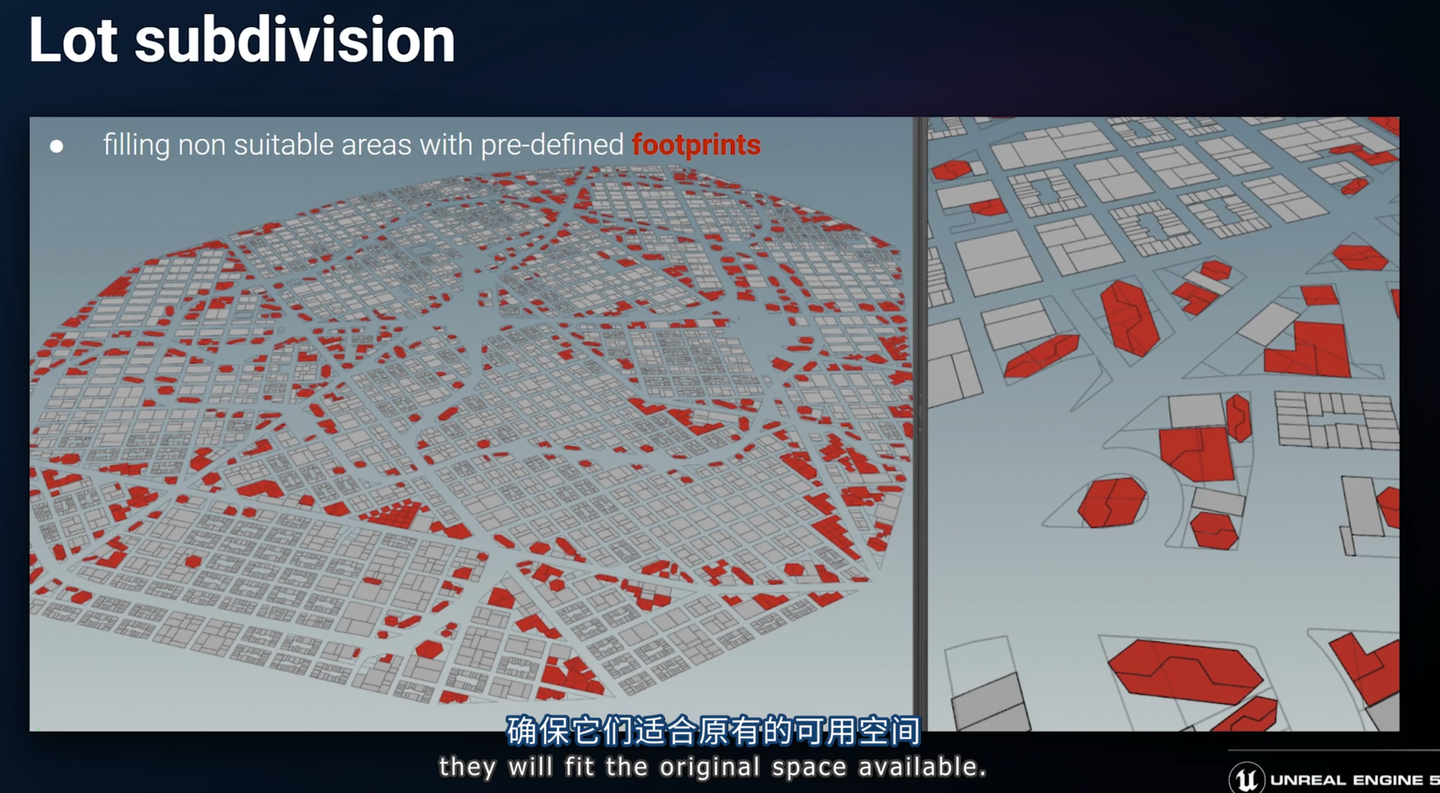 Lot subdivision
● filling non suitable areas with pre-defined footprints
确保它们适合原有的可用空间
they will fit the original space available.
UNREAL ENGINE 5